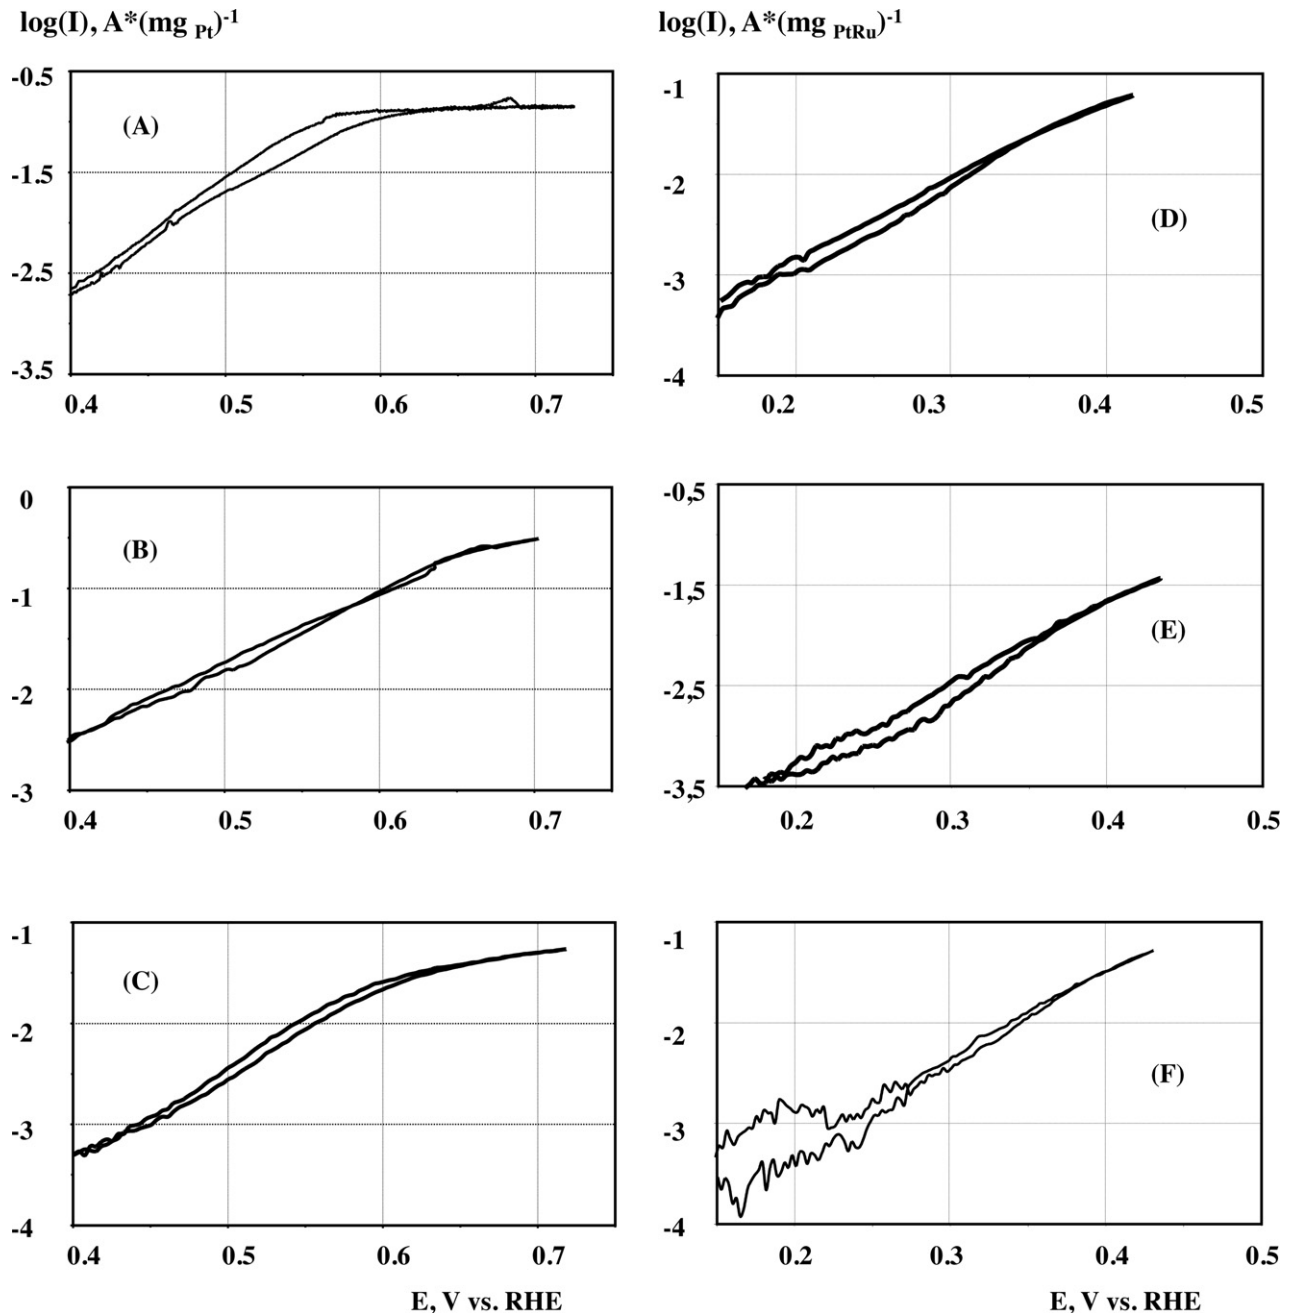 log(I), A*(mg Pt)-1
log(I), A*(mg PtRu)-1
-0.5
-1.5
-2.5
-3.5
(A)
0.4 0.5 0.6 0.7
-1
-2
-3
-4
(D)
0.2 0.3 0.4 0.5
0
-1
-2
-3
(B)
0.4 0.5 0.6 0.7
-0,5
-1,5
-2,5
-3,5
(E)
0.2 0.3 0.4 0.5
-1
-2
-3
-4
(C)
0.4 0.5 0.6 0.7
E, V vs. RHE
-1
-2
-3
-4
(F)
0.2 0.3 0.4 0.5
E, V vs. RHE